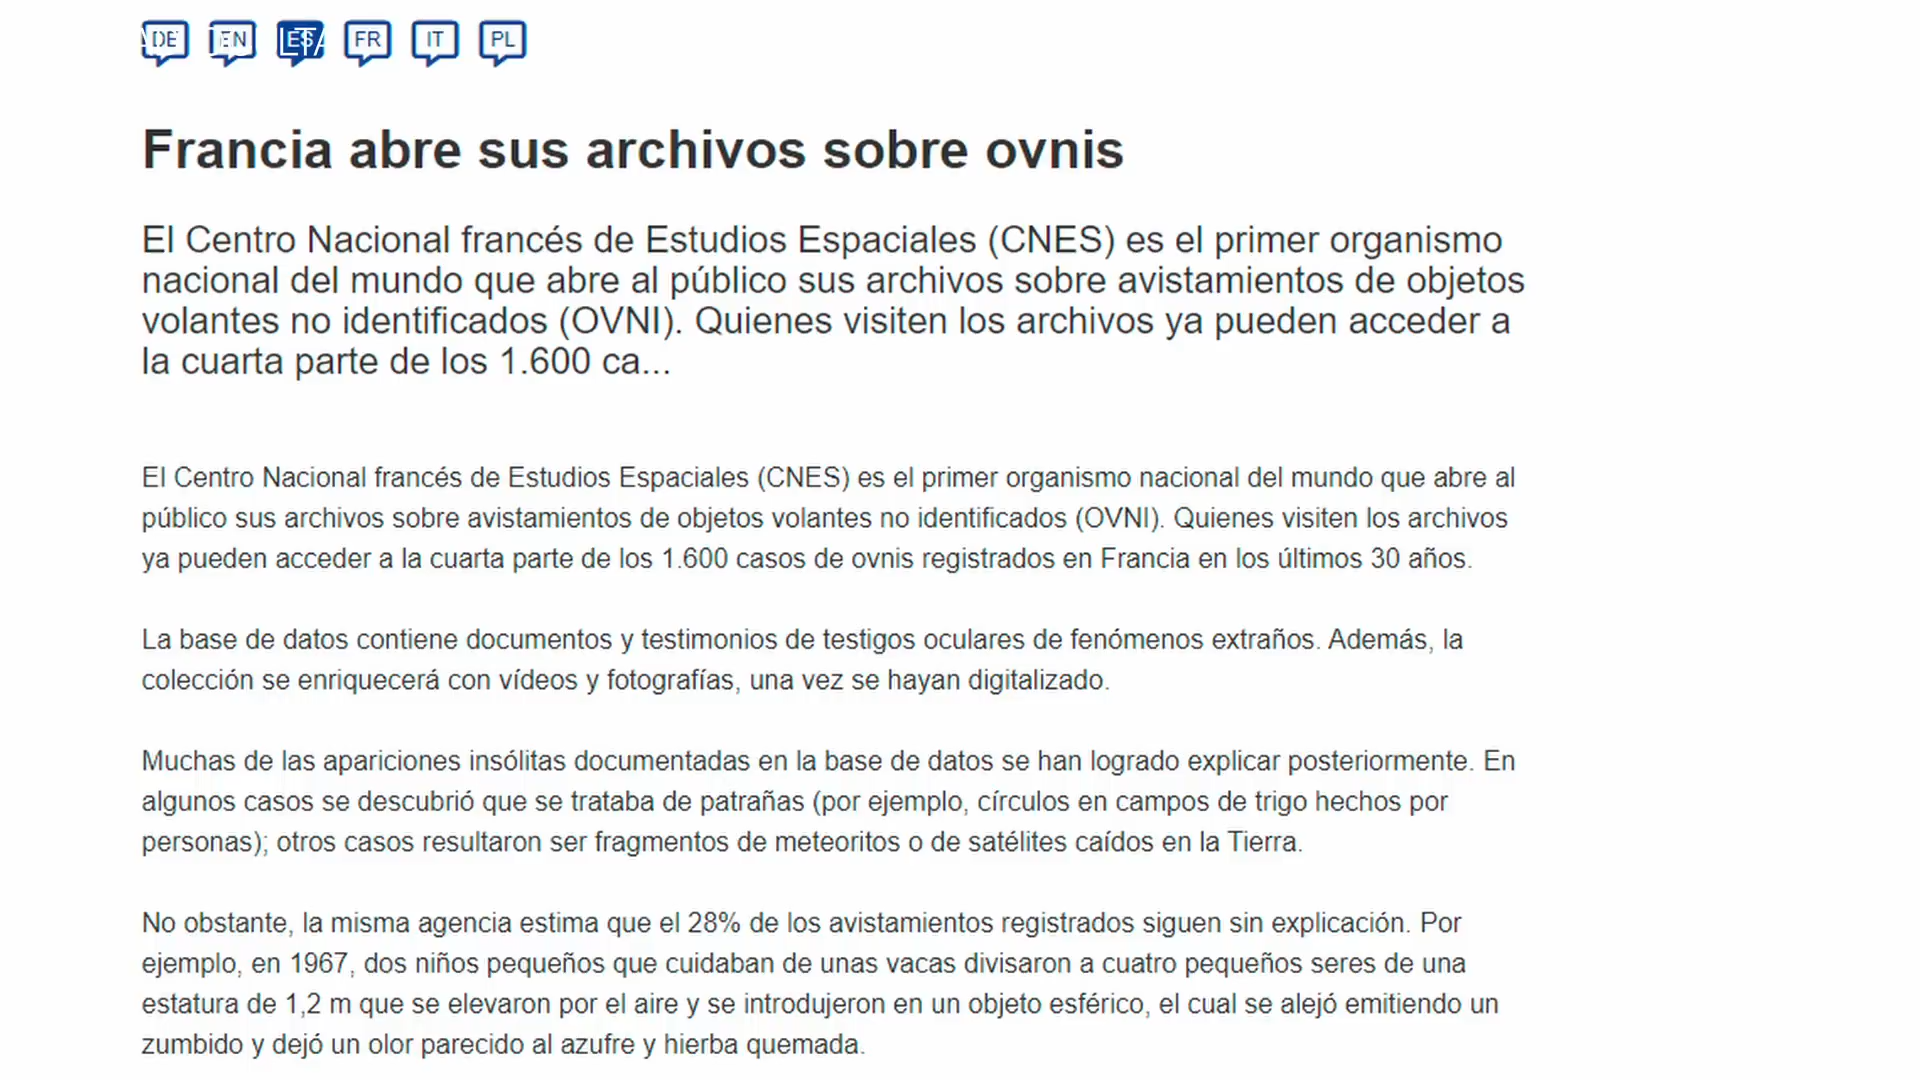 DE EN ES FR IT PL
Francia abre sus archivos sobre ovnis
El Centro Nacional francés de Estudios Espaciales (CNES) es el primer organismo
nacional del mundo que abre al público sus archivos sobre avistamientos de objetos
volantes no identificados (OVNI). Quienes visiten los archivos ya pueden acceder a
la cuarta parte de los 1.600 ca...
El Centro Nacional francés de Estudios Espaciales (CNES) es el primer organismo nacional del mundo que abre al
público sus archivos sobre avistamientos de objetos volantes no identificados (OVNI). Quienes visiten los archivos
ya pueden acceder a la cuarta parte de los 1.600 casos de ovnis registrados en Francia en los últimos 30 años.
La base de datos contiene documentos y testimonios de testigos oculares de fenómenos extraños. Además, la
colección se enriquecerá con vídeos y fotografías, una vez se hayan digitalizado.
Muchas de las apariciones insólitas documentadas en la base de datos se han logrado explicar posteriormente. En
algunos casos se descubrió que se trataba de patrañas (por ejemplo, círculos en campos de trigo hechos por
personas); otros casos resultaron ser fragmentos de meteoritos o de satélites caídos en la Tierra.
No obstante, la misma agencia estima que el 28% de los avistamientos registrados siguen sin explicación. Por
ejemplo, en 1967, dos niños pequeños que cuidaban de unas vacas divisaron a cuatro pequeños seres de una
estatura de 1,2 m que se elevaron por el aire y se introdujeron en un objeto esférico, el cual se alejó emitiendo un
zumbido y dejó un olor parecido al azufre y hierba quemada.